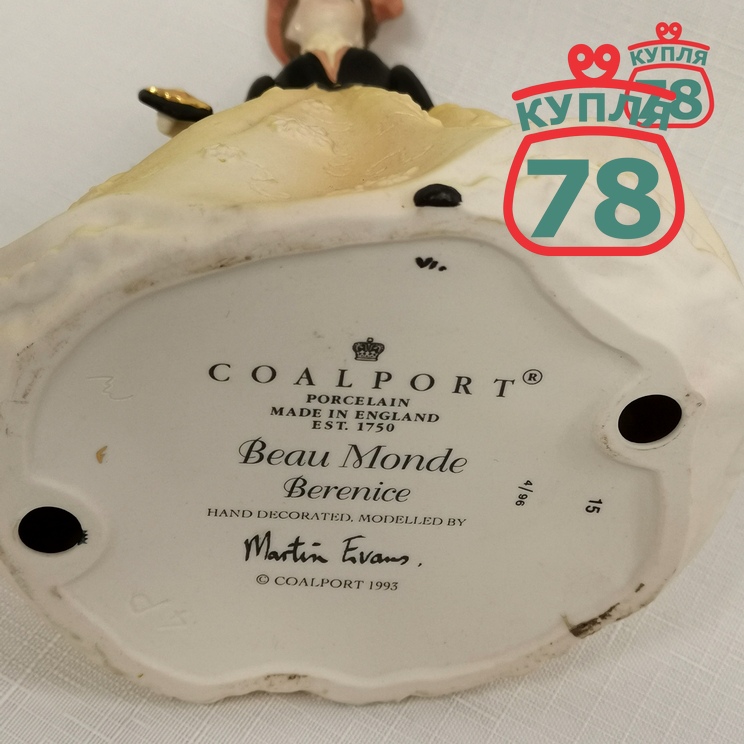 КУПЛЯ
78
КУПЛЯ
78
COALPORT®
PORCELAIN
MADE IN ENGLAND
EST. 1750
Beau Monde
Berenice
HAND DECORATED, MODELLED BY
Martin Evans.
© COALPORT 1993
4/96
15